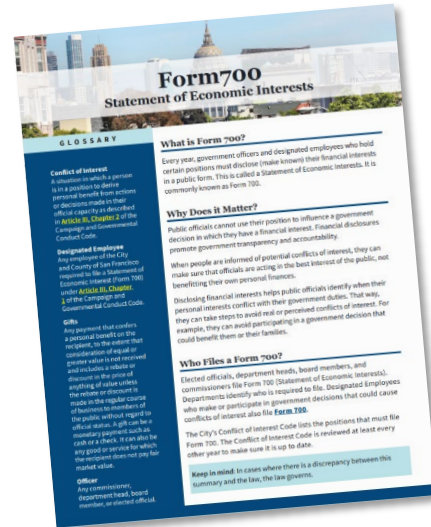 Form700
Statement of Economic Interests
GLOSSARY
Conflict of Interest
A situation in which a person
is in a position to derive
personal benefit from actions
or decisions made in their
official capacity as described
in Article III, Chapter 2 of the
Campaign and Governmental
Conduct Code.
Designated Employee
Any employee of the City
and County of San Francisco
required to file a Statement of
Economic Interest (Form 700)
under Article III, Chapter
1 of the Campaign and
Governmental Conduct Code.
Gifts
Any payment that confers
a personal benefit on the
recipient, to the extent that
consideration of equal or
greater value is not received
and includes a rebate or
discount in the price of
anything of value unless
the rebate or discount is
made in the regular course
of business to members of
the public without regard to
official status. A gift can be a
monetary payment such as
cash or a check. It can also be
any good or service for which
the recipient does not pay fair
market value.
Officer
Any commissioner,
department head, board
member, or elected official.
What is Form 700?
Every year, government officers and designated employees who hold
certain positions must disclose (make known) their financial interests
in a public form. This is called a Statement of Economic Interests. It is
commonly known as Form 700.
Why Does it Matter?
Public officials cannot use their position to influence a government
decision in which they have a financial interest. Financial disclosures
promote government transparency and accountability.
When people are informed of potential conflicts of interest, they can
make sure that officials are acting in the best interest of the public, not
benefitting their own personal finances.
Disclosing financial interests helps public officials identify when their
personal interests conflict with their government duties. That way,
they can take steps to avoid real or perceived conflicts of interest. For
example, they can avoid participating in a government decision that
could benefit them or their families.
Who Files a Form 700?
Elected officials, department heads, board members, and
commissioners file Form 700 (Statement of Economic Interests).
Departments identify who is required to file. Designated Employees
who make or participate in government decisions that could cause
conflicts of interest also file Form 700.
The City's Conflict of Interest Code lists the positions that must file
Form 700. The Conflict of Interest Code is reviewed at least every
other year to make sure it is up to date.
Keep in mind: In cases where there is a discrepancy between this
summary and the law, the law governs.